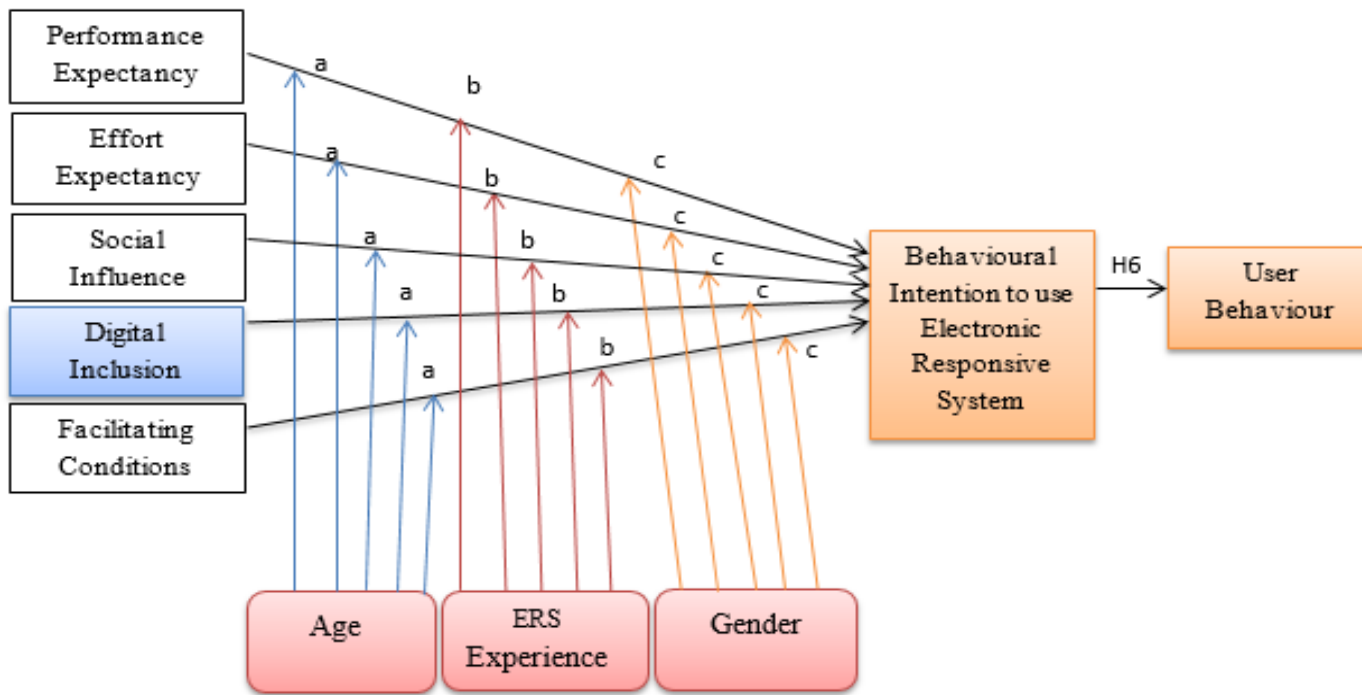 Performance
Expectancy
a
b
Effort
Expectancy
a
b
c
Social
Influence
a
b
c
c
Digital
Inclusion
a
b
c
Facilitating
Conditions
a
b
c
Behavioural
Intention to use
Electronic
Responsive
System
H6
User
Behaviour
Age
ERS
Experience
Gender